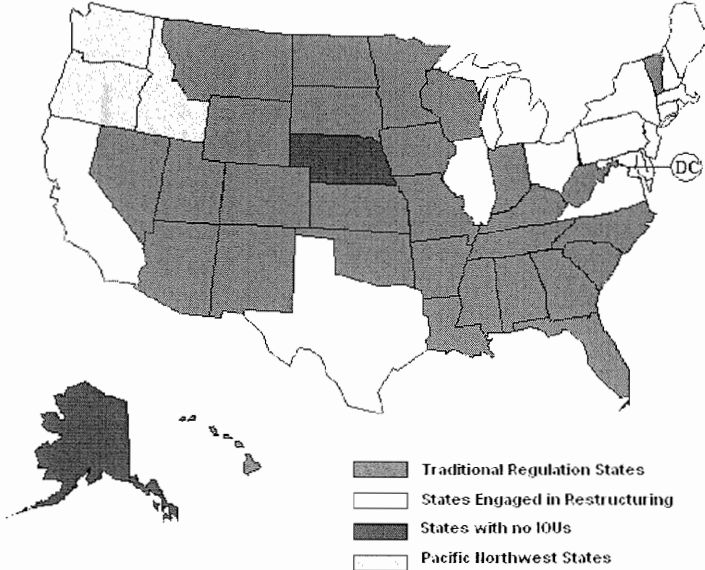 DC
Traditional Regulation States
States Engaged in Restructuring
States with no IOUs
Pacific Northwest States